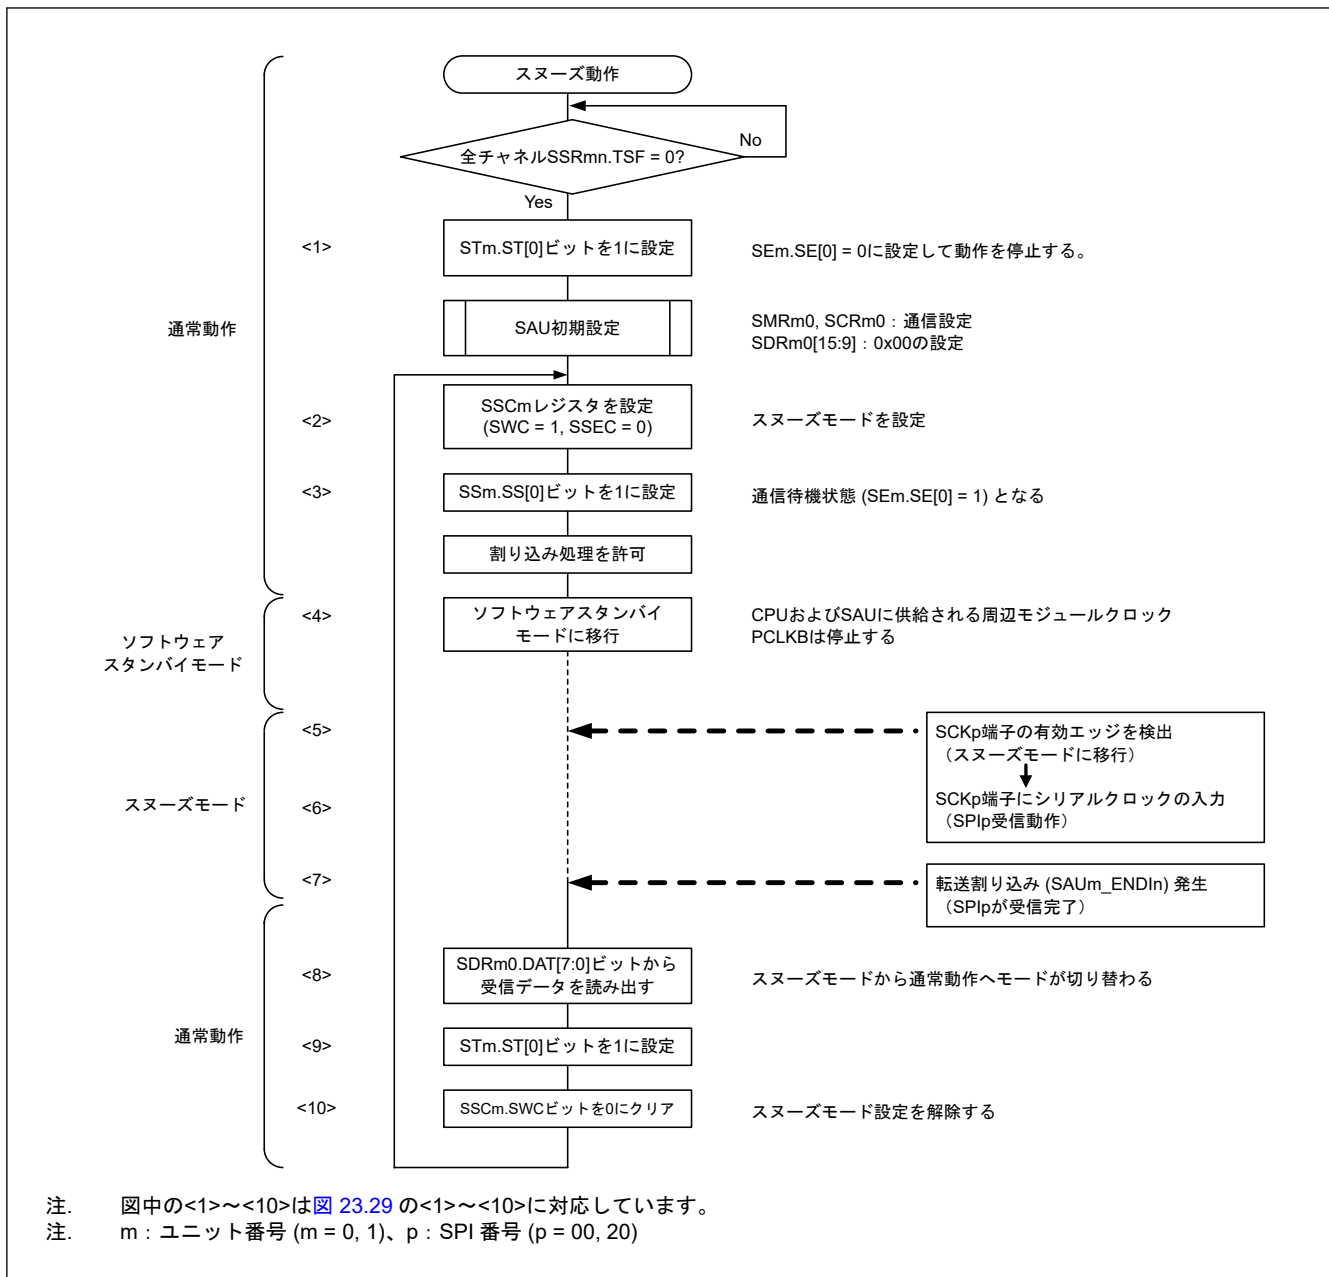 スヌーズ動作
No
全チャネルSSRmn.TSF = 0?
Yes
<1>
STm.ST[0]ビットを1に設定
SEm.SE[0] = 0に設定して動作を停止する。
通常動作
SAU初期設定
SMRm0, SCRm0：通信設定
SDRm0[15:9]：0x00の設定
<2>
SSCmレジスタを設定
(SWC = 1, SSEC = 0)
スヌーズモードを設定
<3>
SSm.SS[0]ビットを1に設定
通信待機状態 (SEm.SE[0] = 1) となる
割り込み処理を許可
ソフトウェア
スタンバイモード
<4>
ソフトウェアスタンバイ
モードに移行
CPUおよびSAUに供給される周辺モジュールクロック
PCLKBは停止する
スヌーズモード
<5>
SCKp端子の有効エッジを検出
（スヌーズモードに移行）
<6>
SCKp端子にシリアルクロックの入力
（SPIp受信動作）
<7>
転送割り込み (SAUm_ENDIn) 発生
（SPIpが受信完了）
<8>
SDRm0.DAT[7:0]ビットから
受信データを読み出す
スヌーズモードから通常動作へモードが切り替わる
通常動作
<9>
STm.ST[0]ビットを1に設定
<10>
SSCm.SWCビットを0にクリア
スヌーズモード設定を解除する
注. 図中の<1>～<10>は図 23.29 の<1>～<10>に対応しています。
注. m：ユニット番号 (m = 0, 1)、p：SPI 番号 (p = 00, 20)